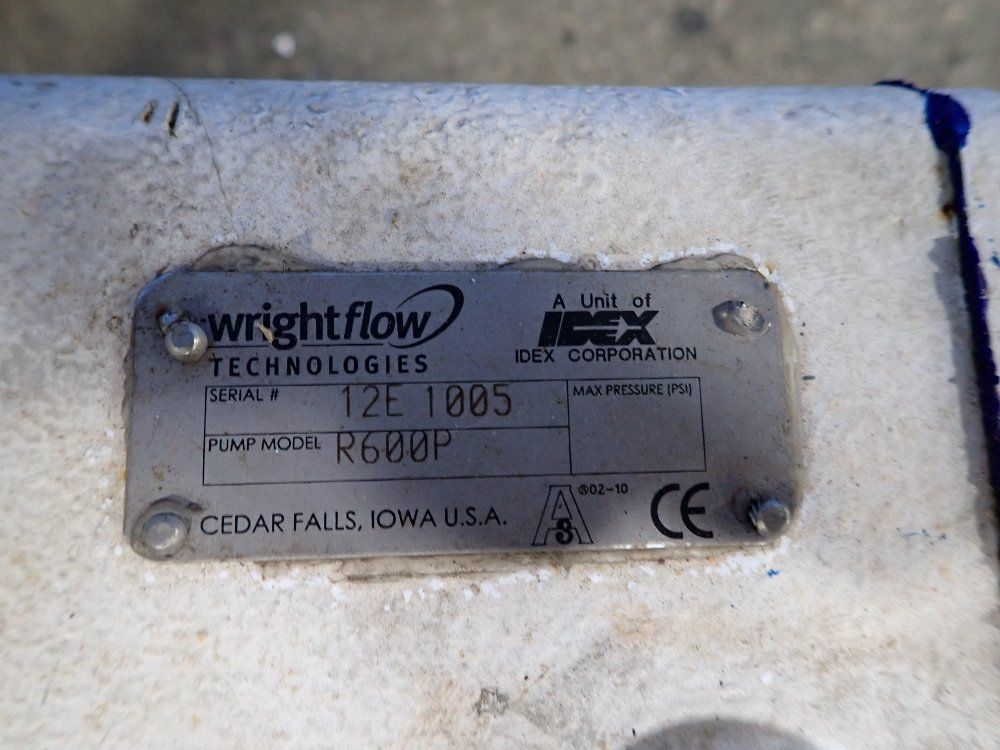 wrightflow
TECHNOLOGIES
A Unit of
IDEX
IDEX CORPORATION
SERIAL # 12E 1005
MAX PRESSURE (PSI)
PUMP MODEL R600P
CEDAR FALLS, IOWA U.S.A.
3A ®02-10
CE